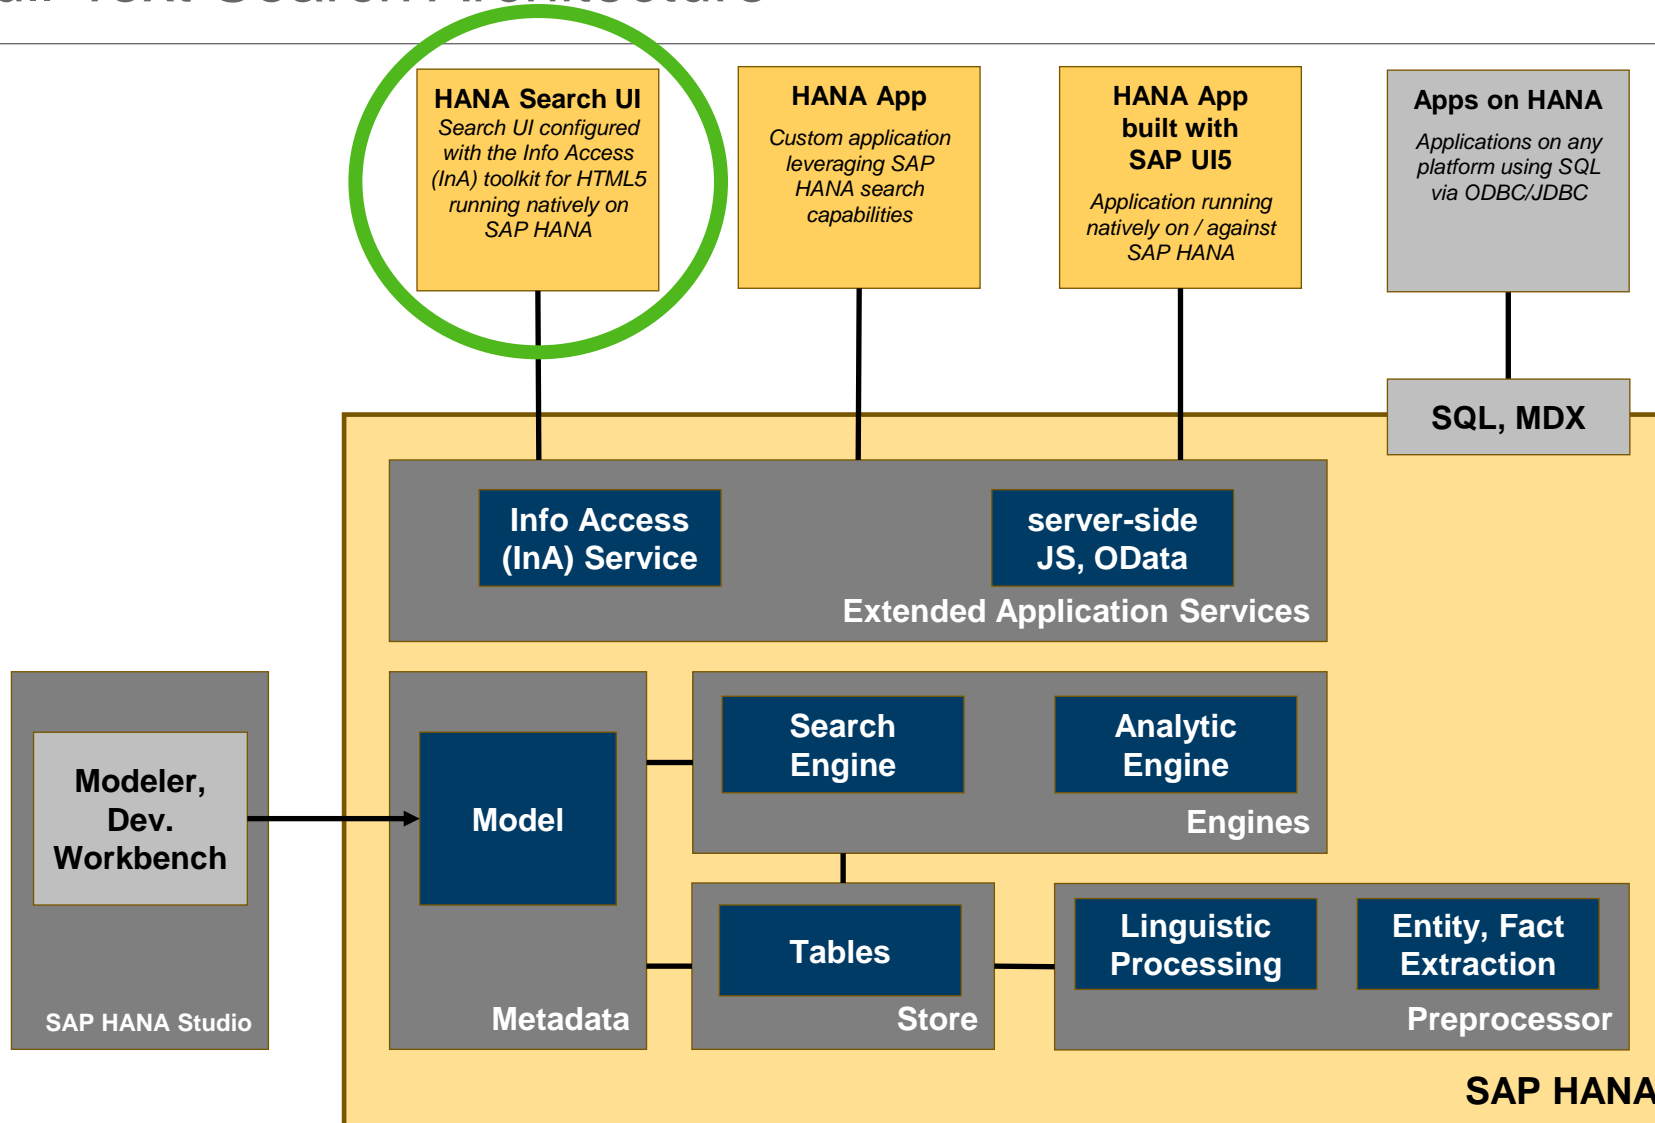 Text Search Architecture
HANA Search UI
Search UI configured
with the Info Access
(InA) toolkit for HTML5
running natively on
SAP HANA
HANA App
Custom application
leveraging SAP
HANA search
capabilities
HANA App
built with
SAP UI5
Application running
natively on / against
SAP HANA
Apps on HANA
Applications on any
platform using SQL
via ODBC/JDBC
SQL, MDX
Info Access
(InA) Service
server-side
JS, OData
Extended Application Services
Modeler,
Dev.
Workbench
SAP HANA Studio
Model
Metadata
Search
Engine
Analytic
Engine
Engines
Tables
Store
Linguistic
Processing
Entity, Fact
Extraction
Preprocessor
SAP HANA